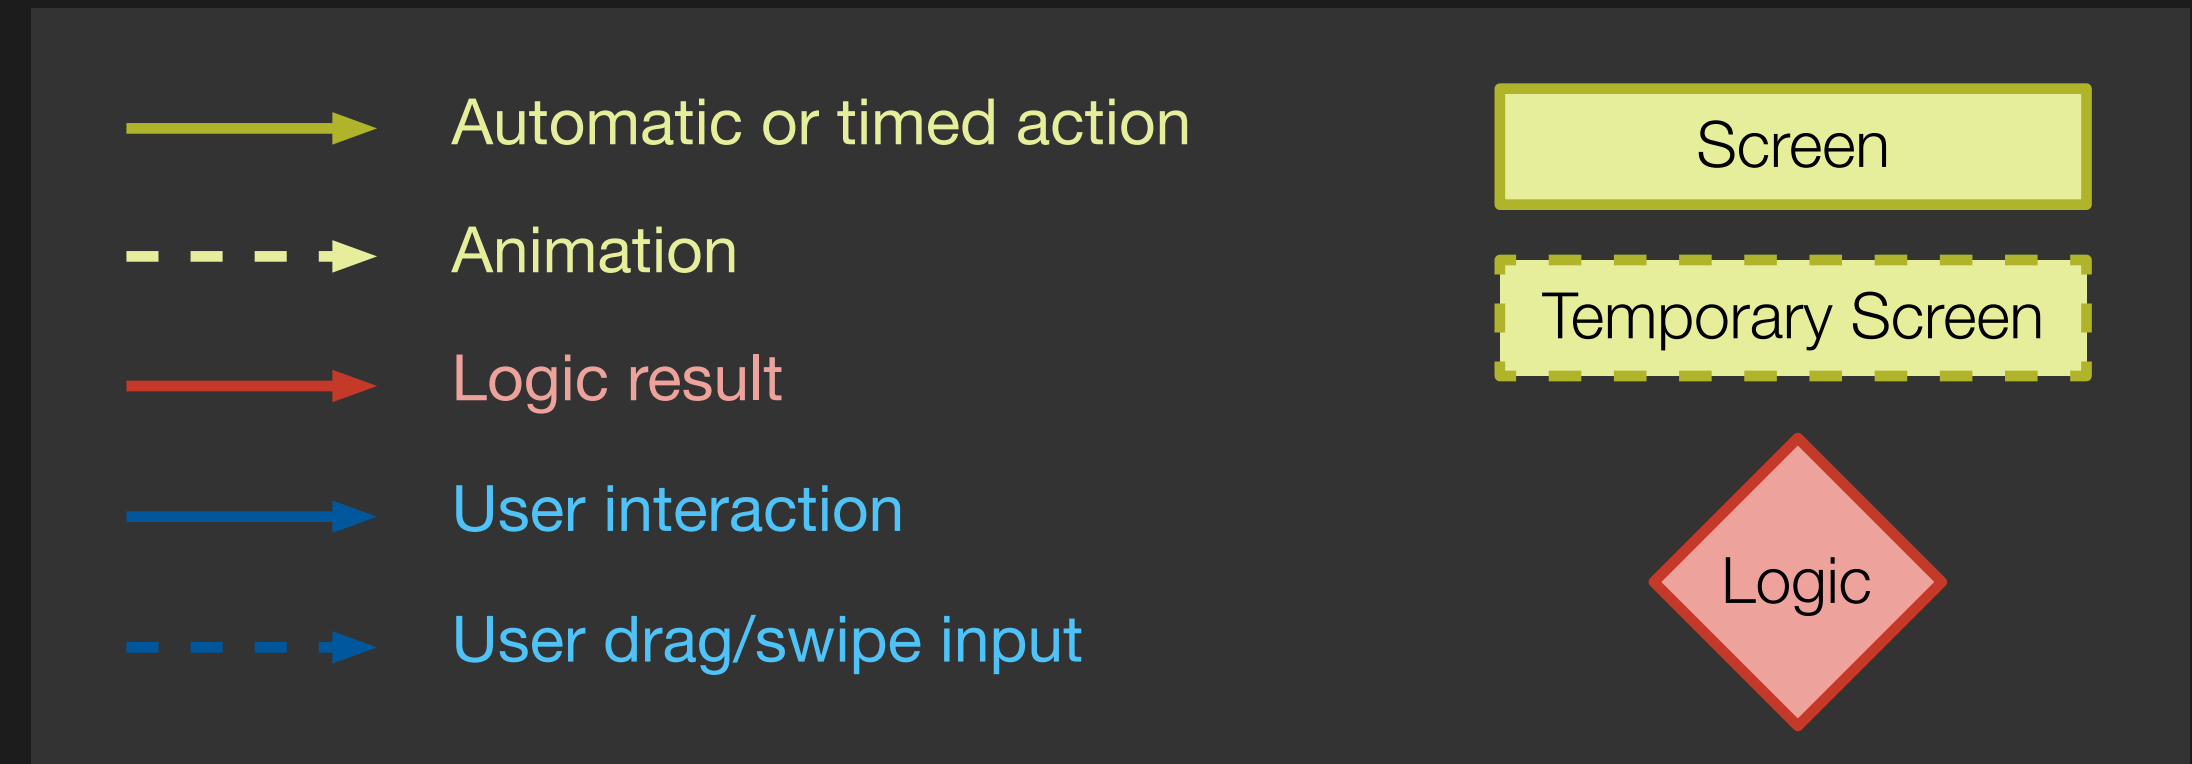 Automatic or timed action
Animation
Logic result
User interaction
User drag/swipe input
Screen
Temporary Screen
Logic